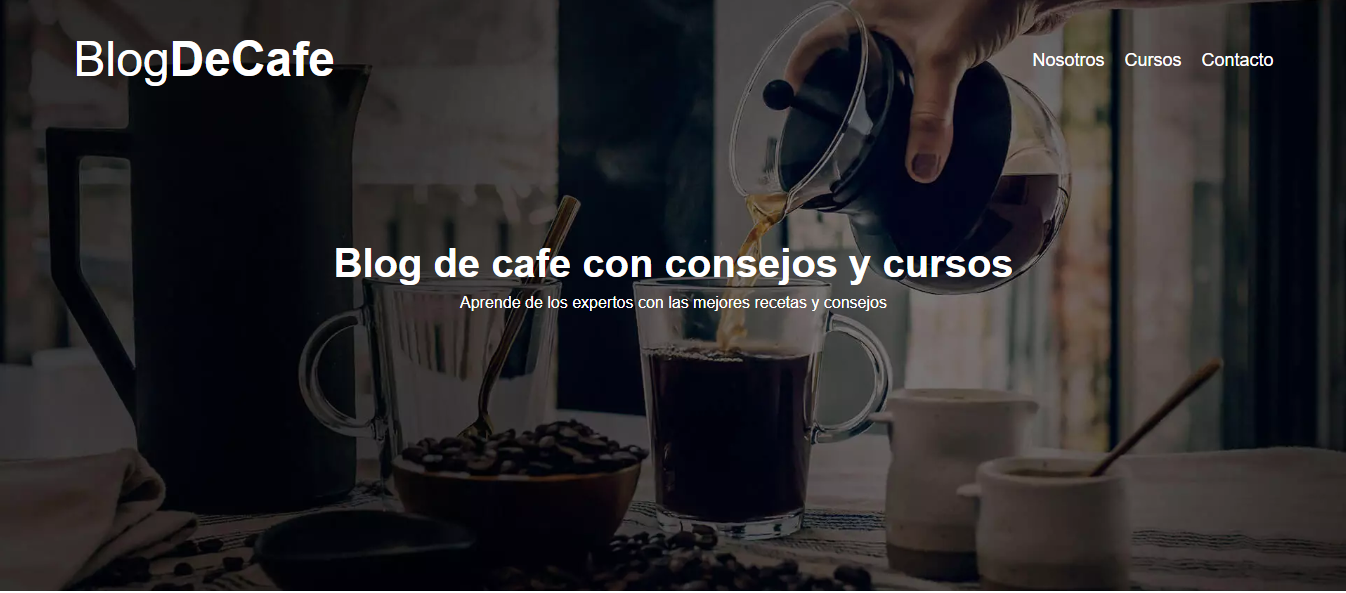 BlogDeCafe
Nosotros Cursos Contacto
Blog de cafe con consejos y cursos
Aprende de los expertos con las mejores recetas y consejos